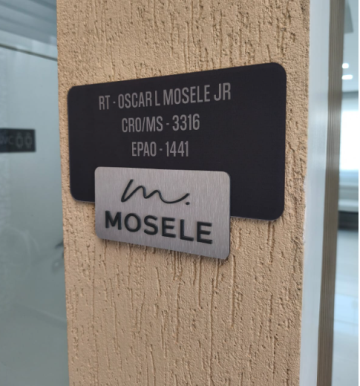 RT - OSCAR L MOSELE JR
CRO/MS - 3316
EPAO - 1441
m.
MOSELE